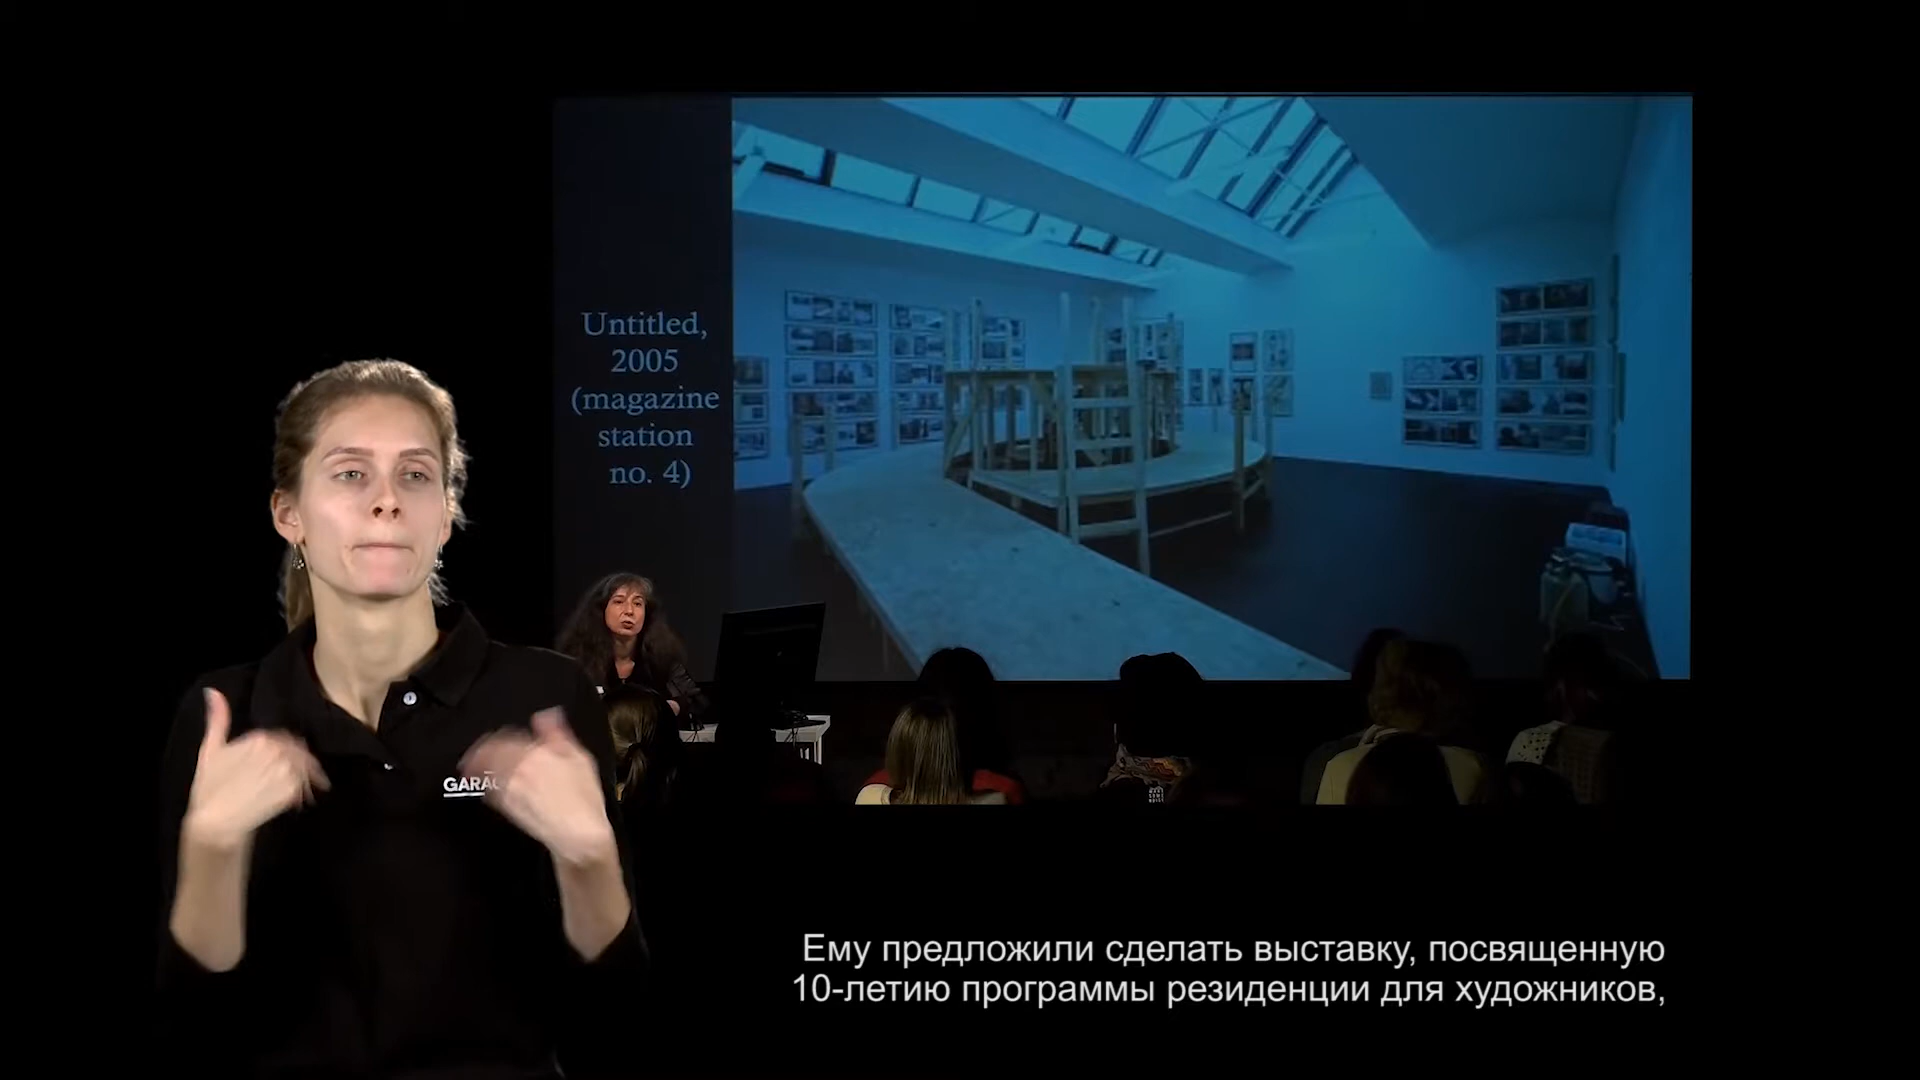 Untitled,
2005
(magazine
station
no. 4)
Ему предложили сделать выставку, посвященную
10-летию программы резиденции для художников,